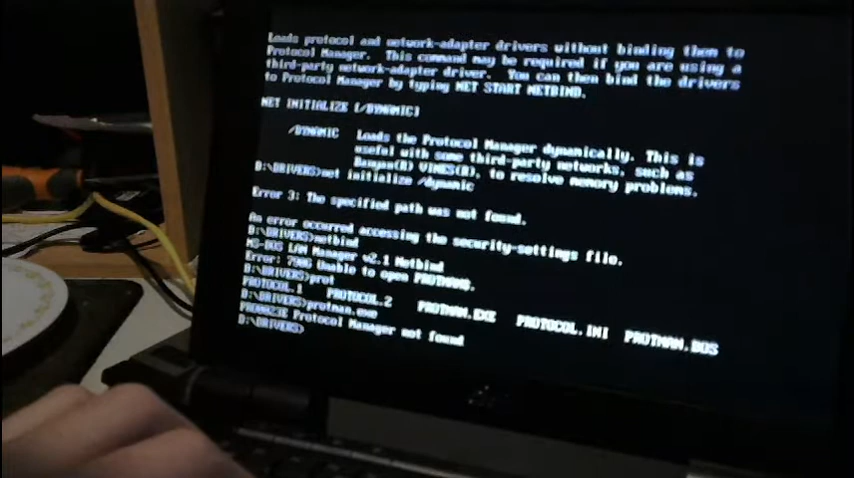 Loads protocol and network-adapter drivers without binding them to
Protocol Manager. This command may be required if you are using a
third-party network-adapter driver. You can then bind the drivers
to Protocol Manager by typing NET START NETBIND.
NET INITIALIZE [/DYNAMIC]
/DYNAMIC Loads the Protocol Manager dynamically. This is
useful with some third-party networks, such as
Banyan(R) VINES(R), to resolve memory problems.
D:\DRIVERS>net initialize /dynamic
Error 3: The specified path was not found.
An error occurred accessing the security-settings file.
D:\DRIVERS>netbind
MS-DOS LAN Manager v2.1 Netbind
Error: 7906 Unable to open PROTMAN$.
D:\DRIVERS>prot
PROTOCOL.1 PROTOCOL.2 PROTMAN.EXE PROTOCOL.INI PROTMAN.DOS
D:\DRIVERS>protman.exe
PRO0023E Protocol Manager not found
D:\DRIVERS>